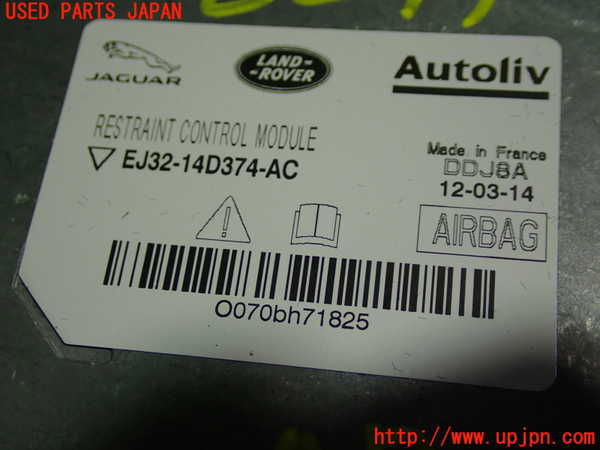 USED PARTS JAPAN
JAGUAR
LAND-
-ROVER
Autoliv
RESTRAINT CONTROL MODULE
EJ32-14D374-AC
Made in France
DDJ8A
12-03-14
AIRBAG
O070bh71825
http://www.upjpn.com